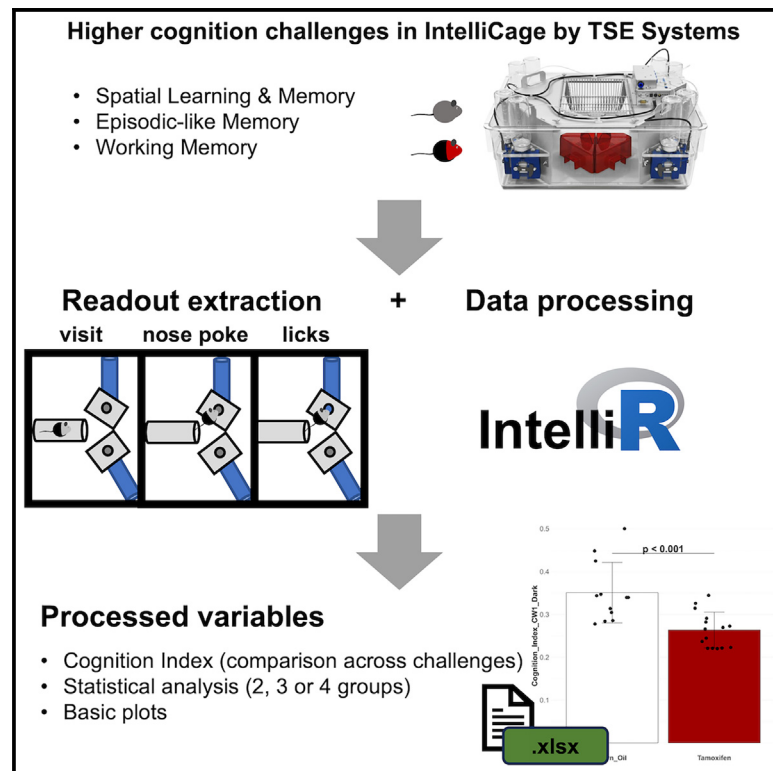 Higher cognition challenges in IntelliCage by TSE Systems
• Spatial Learning & Memory
• Episodic-like Memory
• Working Memory
Readout extraction + Data processing
visit nose poke licks
IntelliR
Processed variables
• Cognition Index (comparison across challenges)
• Statistical analysis (2, 3 or 4 groups)
• Basic plots
0.5
p < 0.001
0.4
0.3
0.2
0.1
Cognition_Index_CW1_Dark
n_Oil Tamoxifen
.xlsx